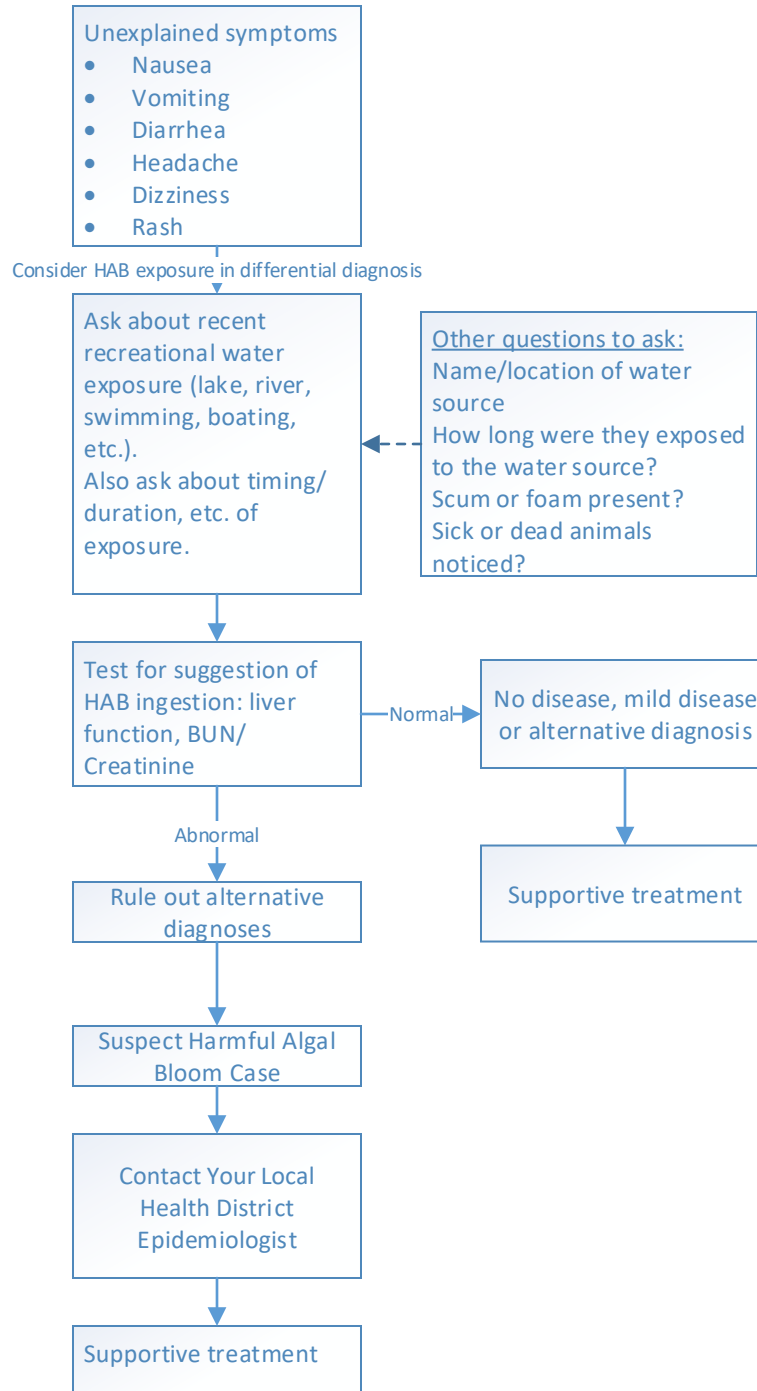 Unexplained symptoms
• Nausea
• Vomiting
• Diarrhea
• Headache
• Dizziness
• Rash
Consider HAB exposure in differential diagnosis
Ask about recent
recreational water
exposure (lake, river,
swimming, boating,
etc.).
Also ask about timing/
duration, etc. of
exposure.
Other questions to ask:
Name/location of water
source
How long were they exposed
to the water source?
Scum or foam present?
Sick or dead animals
noticed?
Test for suggestion of
HAB ingestion: liver
function, BUN/
Creatinine
Normal
No disease, mild disease
or alternative diagnosis
Supportive treatment
Abnormal
Rule out alternative
diagnoses
Suspect Harmful Algal
Bloom Case
Contact Your Local
Health District
Epidemiologist
Supportive treatment